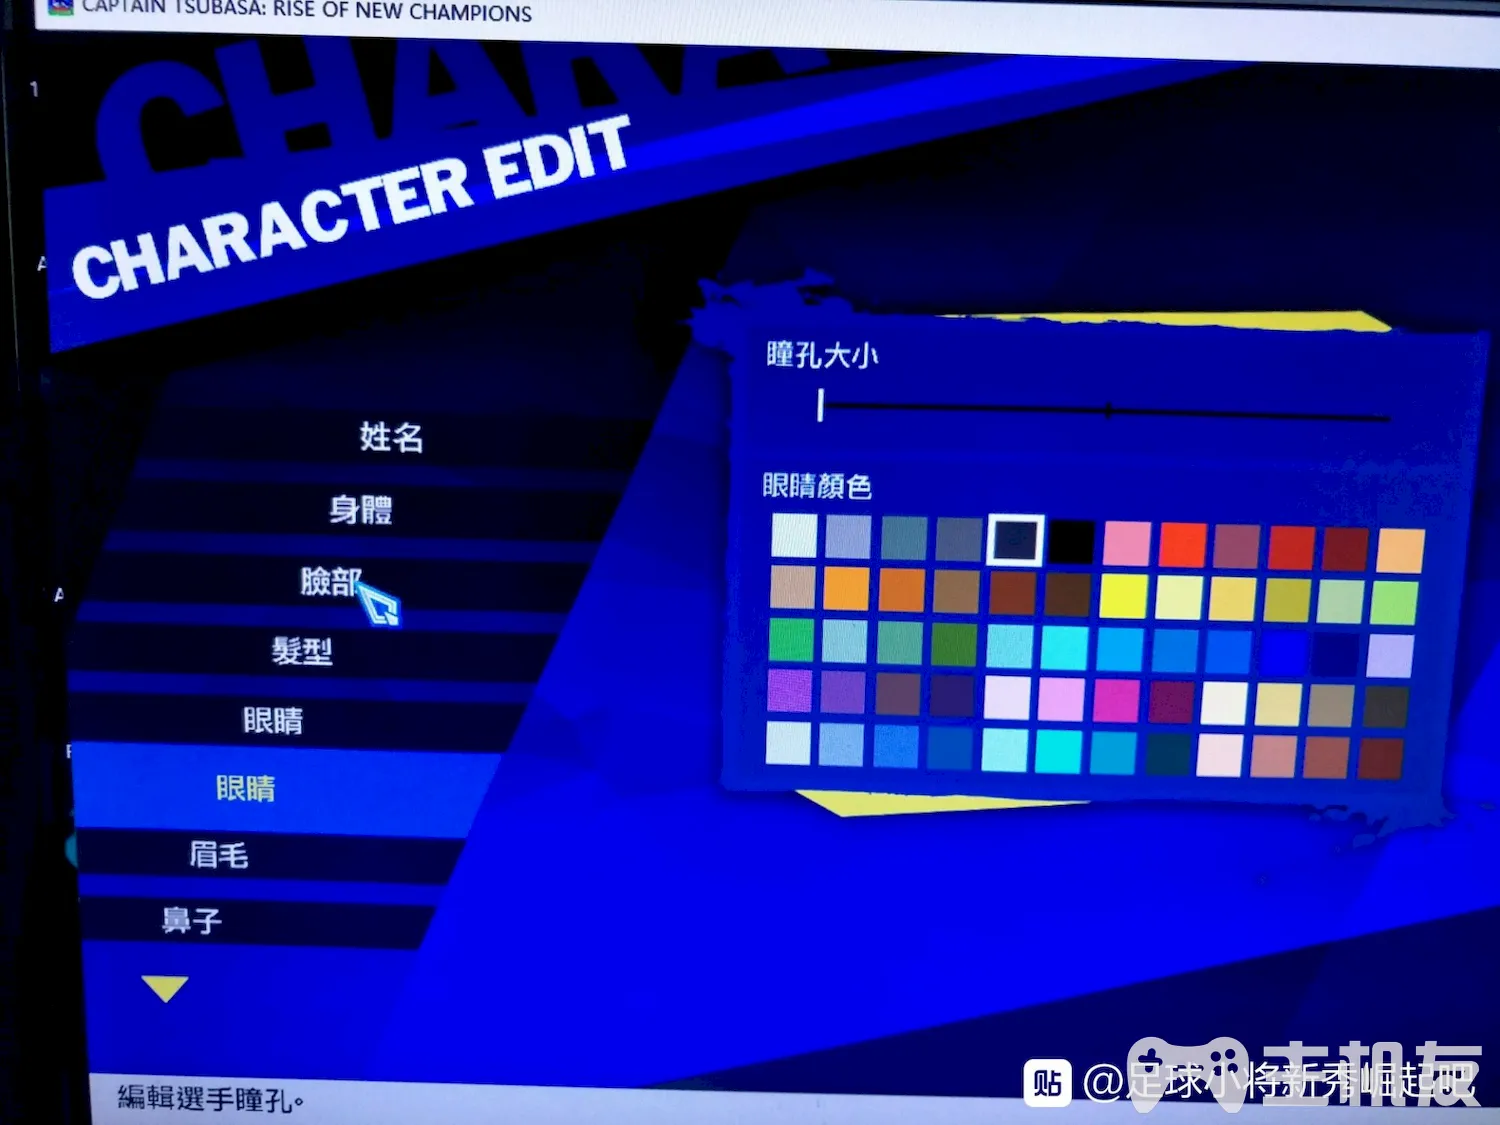 CAPTAIN TSUBASA: RISE OF NEW CHAMPIONS
CHARA
CHARACTER EDIT
姓名
身體
臉部
髮型
眼睛
眼睛
眉毛
鼻子
瞳孔大小
眼睛顏色
編輯選手瞳孔。
貼 @足球小将新秀崛起吧
主机友